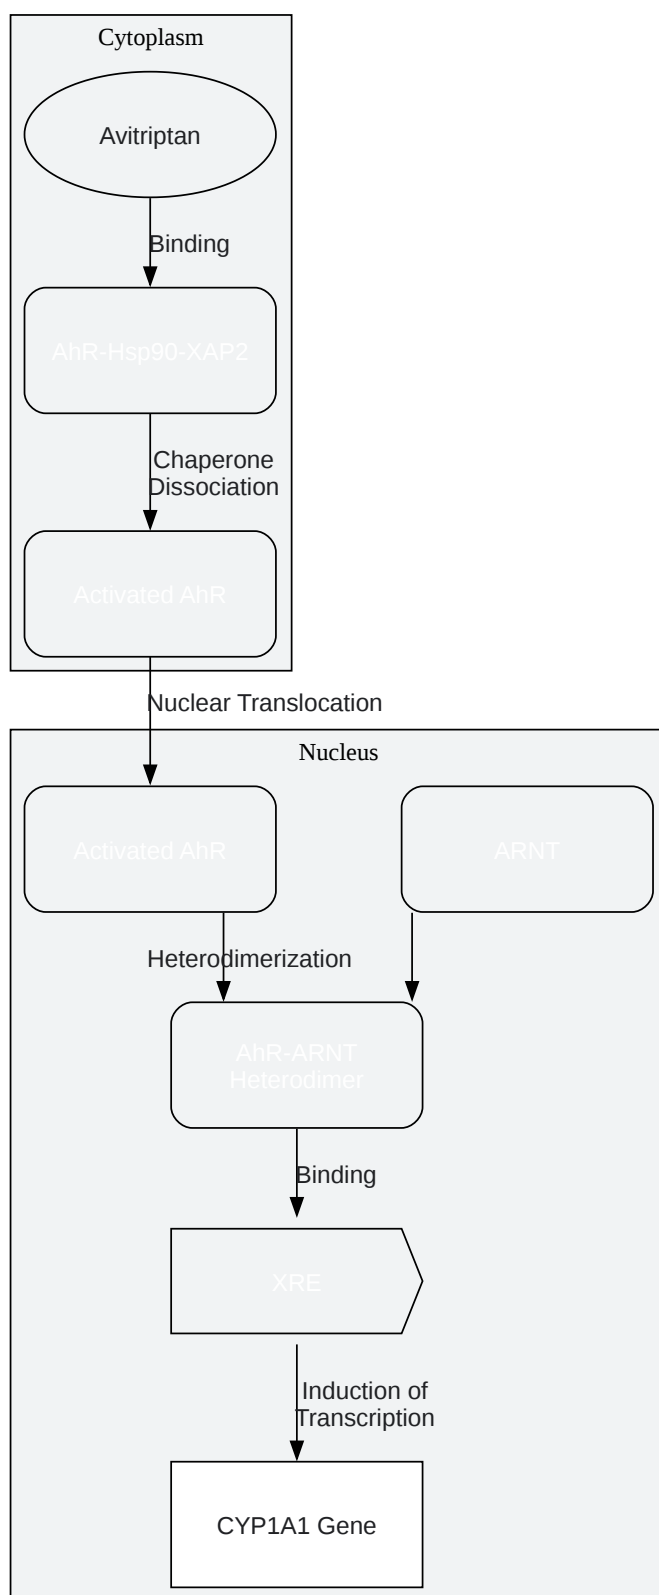 Cytoplasm
Avitriptan
Binding
AhR-Hsp90-XAP2
Chaperone
Dissociation
Activated AhR
Nuclear Translocation
Nucleus
Activated AhR
ARNT
Heterodimerization
AhR-ARNT
Heterodimer
Binding
XRE
Induction of
Transcription
CYP1A1 Gene